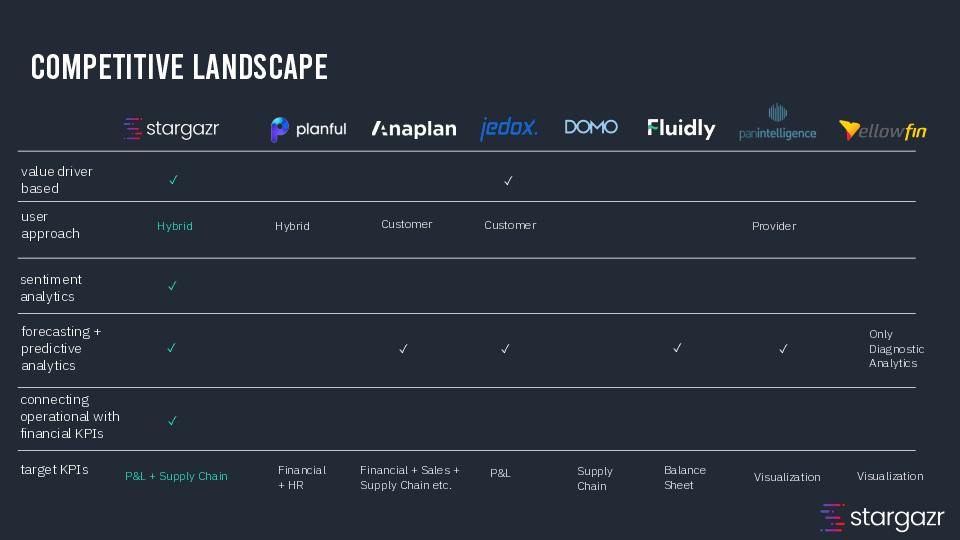 COMPETITIVE LANDSCAPE
stargazr planful Anaplan jedox. DOMO Fluidly panintelligence Yellowfin
value driver
based ✓ ✓
user
approach Hybrid Hybrid Customer Customer Provider
sentiment
analytics ✓
forecasting +
predictive
analytics ✓ ✓ ✓ ✓ ✓
Only
Diagnostic
Analytics
connecting
operational with
financial KPIs ✓
target KPIs
P&L + Supply Chain
Financial
+ HR
Financial + Sales +
Supply Chain etc.
P&L
Supply
Chain
Balance
Sheet
Visualization
Visualization
stargazr